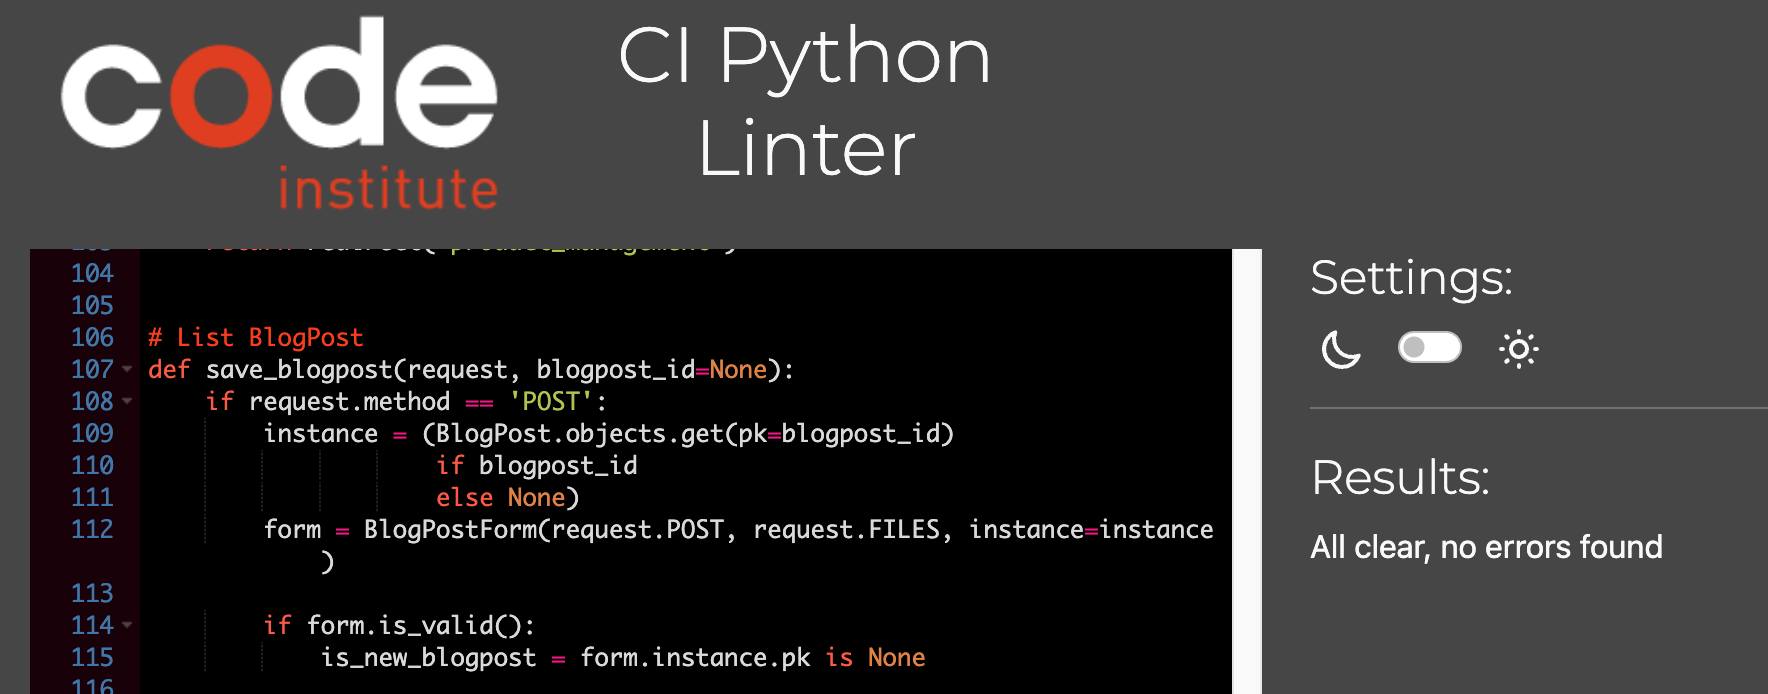 code
institute
CI Python
Linter
104
105
106 # List BlogPost
107 def save_blogpost(request, blogpost_id=None):
108 if request.method == 'POST':
109 instance = (BlogPost.objects.get(pk=blogpost_id)
110 if blogpost_id
111 else None)
112 form = BlogPostForm(request.POST, request.FILES, instance=instance
)
113
114 if form.is_valid():
115 is_new_blogpost = form.instance.pk is None
116
Settings:
Results:
All clear, no errors found